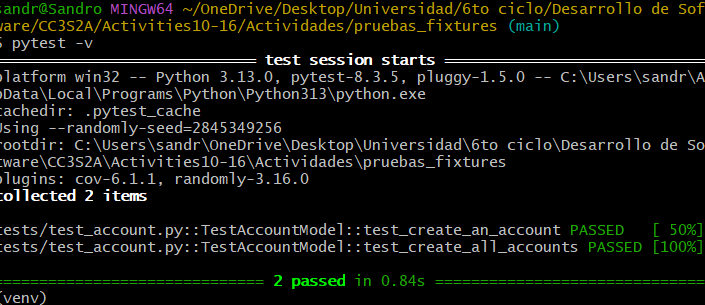 sandr@Sandro MINGW64 ~/OneDrive/Desktop/Universidad/6to ciclo/Desarrollo de Sof
ware/CC3S2A/Activities10-16/Actividades/pruebas_fixtures (main)
$ pytest -v
============================= test session starts =============================
platform win32 -- Python 3.13.0, pytest-8.3.5, pluggy-1.5.0 -- C:\Users\sandr\A
pData\Local\Programs\Python\Python313\python.exe
cachedir: .pytest_cache
Using --randomly-seed=2845349256
rootdir: C:\Users\sandr\OneDrive\Desktop\Universidad\6to ciclo\Desarrollo de So
tware\CC3S2A\Activities10-16\Actividades\pruebas_fixtures
plugins: cov-6.1.1, randomly-3.16.0
collected 2 items

tests/test_account.py::TestAccountModel::test_create_an_account PASSED   [ 50%]
tests/test_account.py::TestAccountModel::test_create_all_accounts PASSED [100%]

============================== 2 passed in 0.84s ==============================
(venv)